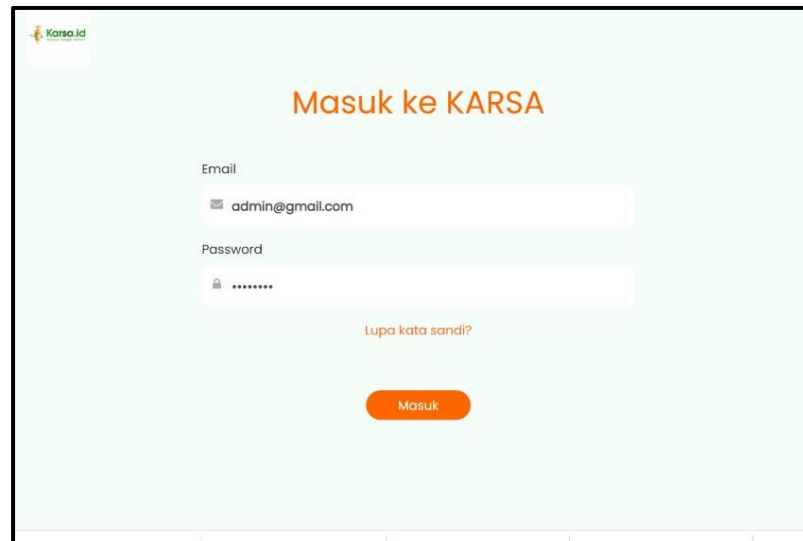 Karsa.id
Masuk ke KARSA
Email
admin@gmail.com
Password
••••••••
Lupa kata sandi?
Masuk